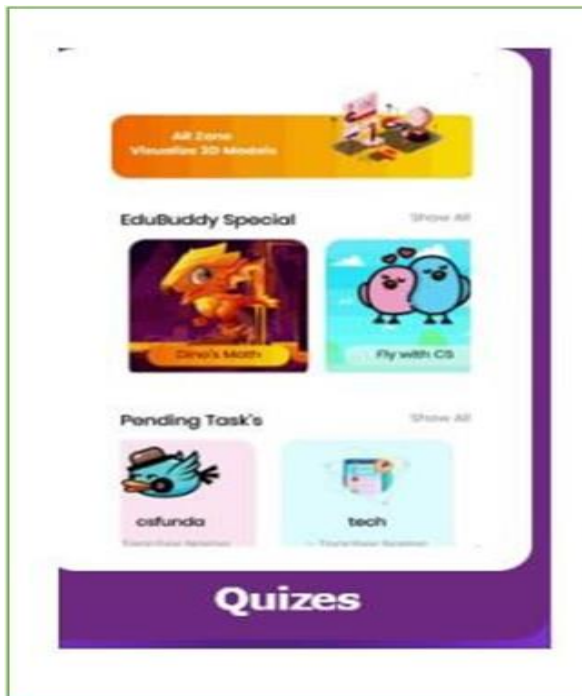 AR Zone
Visualize 3D Models
EduBuddy Special
Show All
Dino's Math
Fly with CS
Pending Task's
Show All
csfunda
tech
Quizes